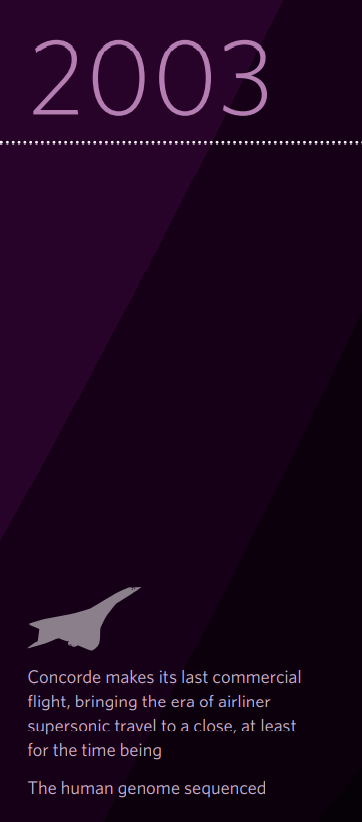 2003
Concorde makes its last commercial
flight, bringing the era of airliner
supersonic travel to a close, at least
for the time being
The human genome sequenced